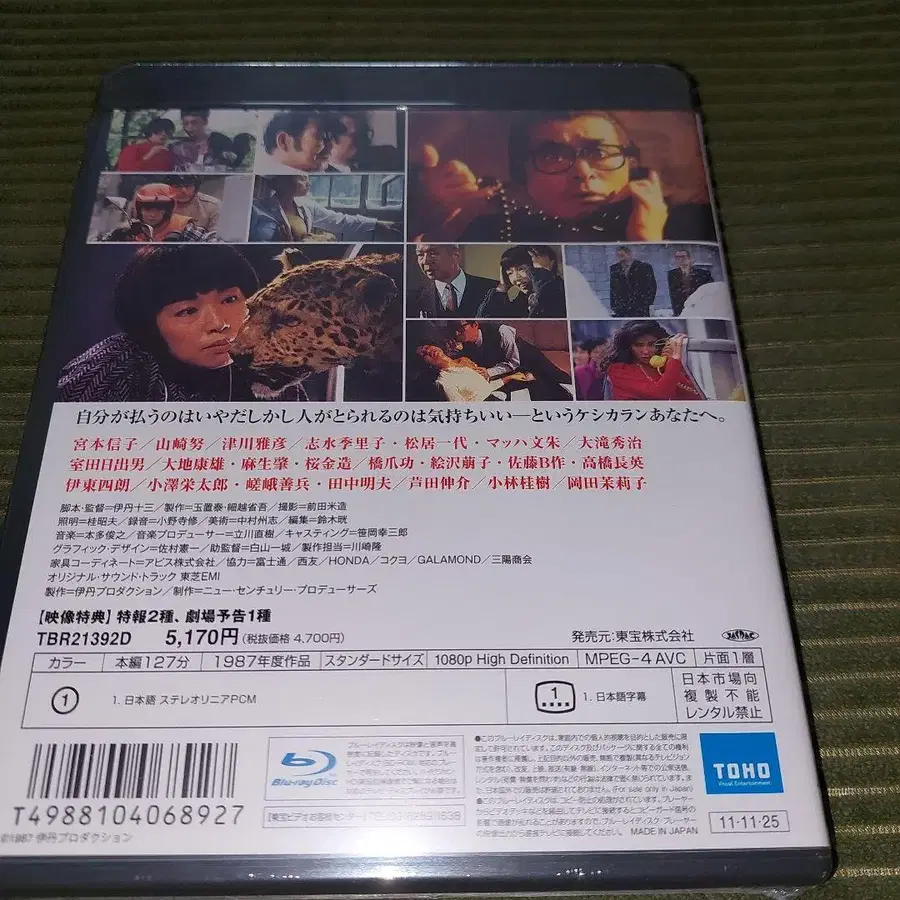 自分が払うのはいやだしかし人がとられるのは気持ちいい—というケシカランあなたへ。
宮本信子／山﨑努／津川雅彦／志水季里子・松居一代・マッハ文朱／大滝秀治
室田日出男／大地康雄・麻生肇・桜金造／橋爪功・絵沢萠子・佐藤B作・高橋長英
伊東四朗／小澤栄太郎・嵯峨善兵・田中明夫／芦田伸介／小林桂樹／岡田茉莉子
脚本・監督=伊丹十三／製作=玉置泰・細越省吾／撮影=前田米造
照明=桂昭夫／録音=小野寺修／美術=中村州志／編集=鈴木晄
音楽=本多俊之／音楽プロデューサー=立川直樹／キャスティング=笹岡幸三郎
グラフィック・デザイン=佐村憲一／助監督=白山一城／製作担当=川崎隆
家具コーディネート=アビス株式会社／協力=富士通／西友／HONDA／コクヨ／GALAMOND／三陽商会
オリジナル・サウンド・トラック 東芝EMI
製作=伊丹プロダクション／制作=ニュー・センチュリー・プロデューサーズ
【映像特典】特報2種、劇場予告1種
TBR21392D 5,170円(税抜価格 4,700円) 発売元:東宝株式会社
カラー 本編127分 1987年度作品 スタンダードサイズ 1080p High Definition MPEG-4 AVC 片面1層
1 1. 日本語 ステレオリニアPCM
1 1. 日本語字幕
日本市場向
複製不能
レンタル禁止
T4988104068927
©1987 伊丹プロダクション
Blu-ray Disc
(For sale only in Japan)
MADE IN JAPAN
TOHO
Visual Entertainment
11·11·25